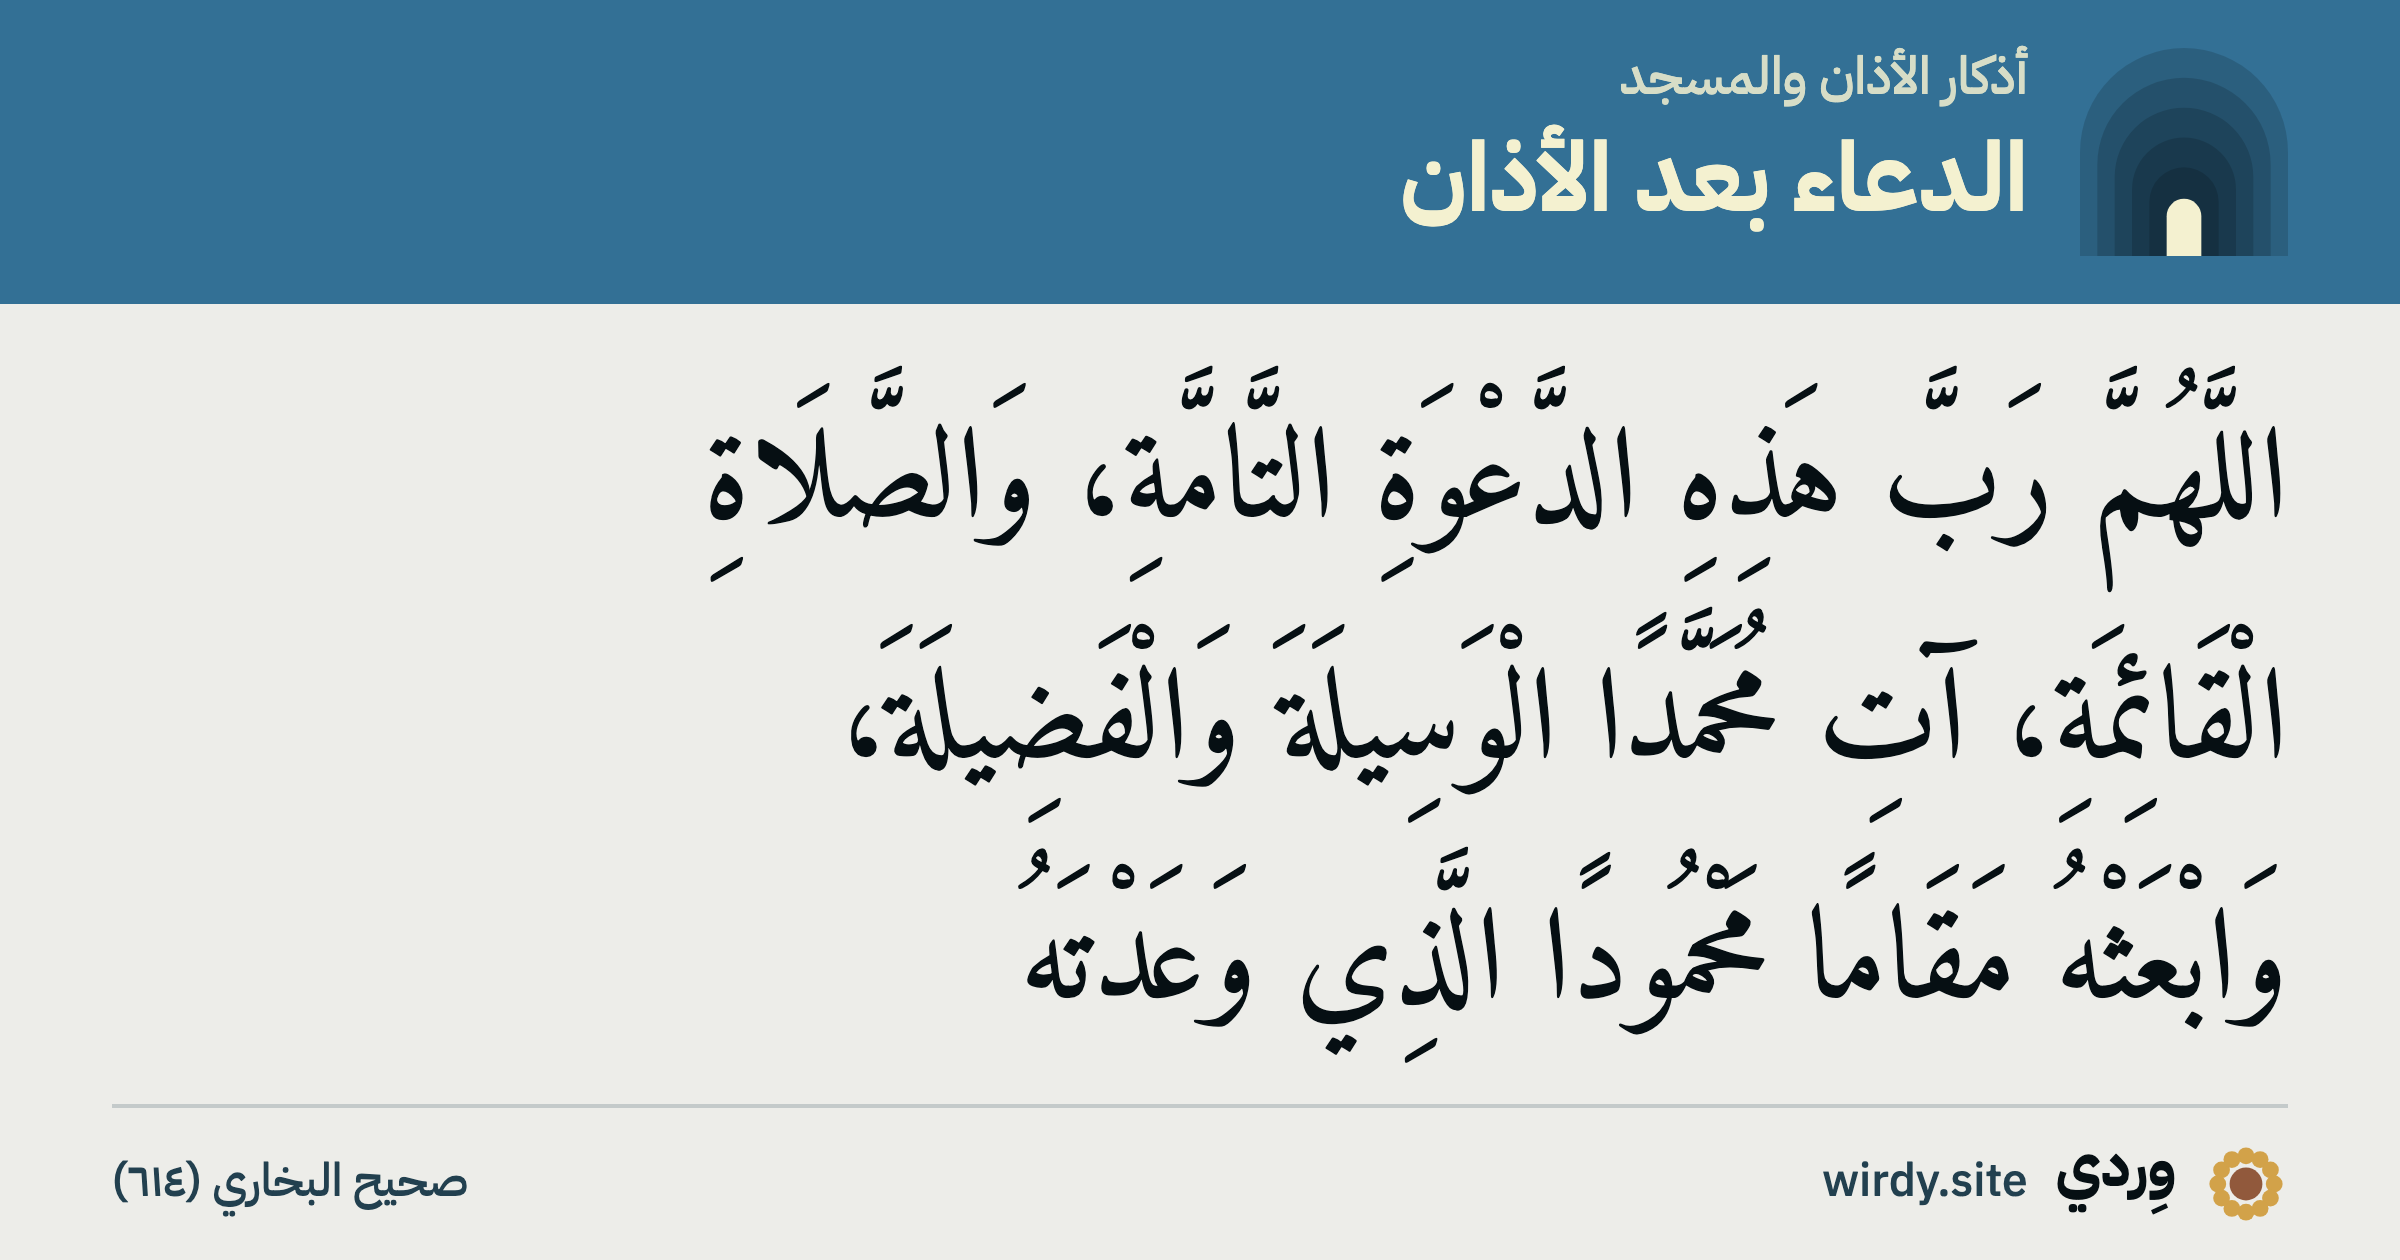 أذكار الأذان والمسجد
الدعاء بعد الأذان
اللَّهُمَّ رَبَّ هَذِهِ الدَّعْوَةِ التَّامَّةِ، وَالصَّلَاةِ
الْقَائِمَةِ، آتِ مُحَمَّدًا الْوَسِيلَةَ وَالْفَضِيلَةَ،
وَابْعَثْهُ مَقَامًا مَحْمُودًا الَّذِي وَعَدْتَهُ
وِردي wirdy.site
صحيح البخاري (٦١٤)